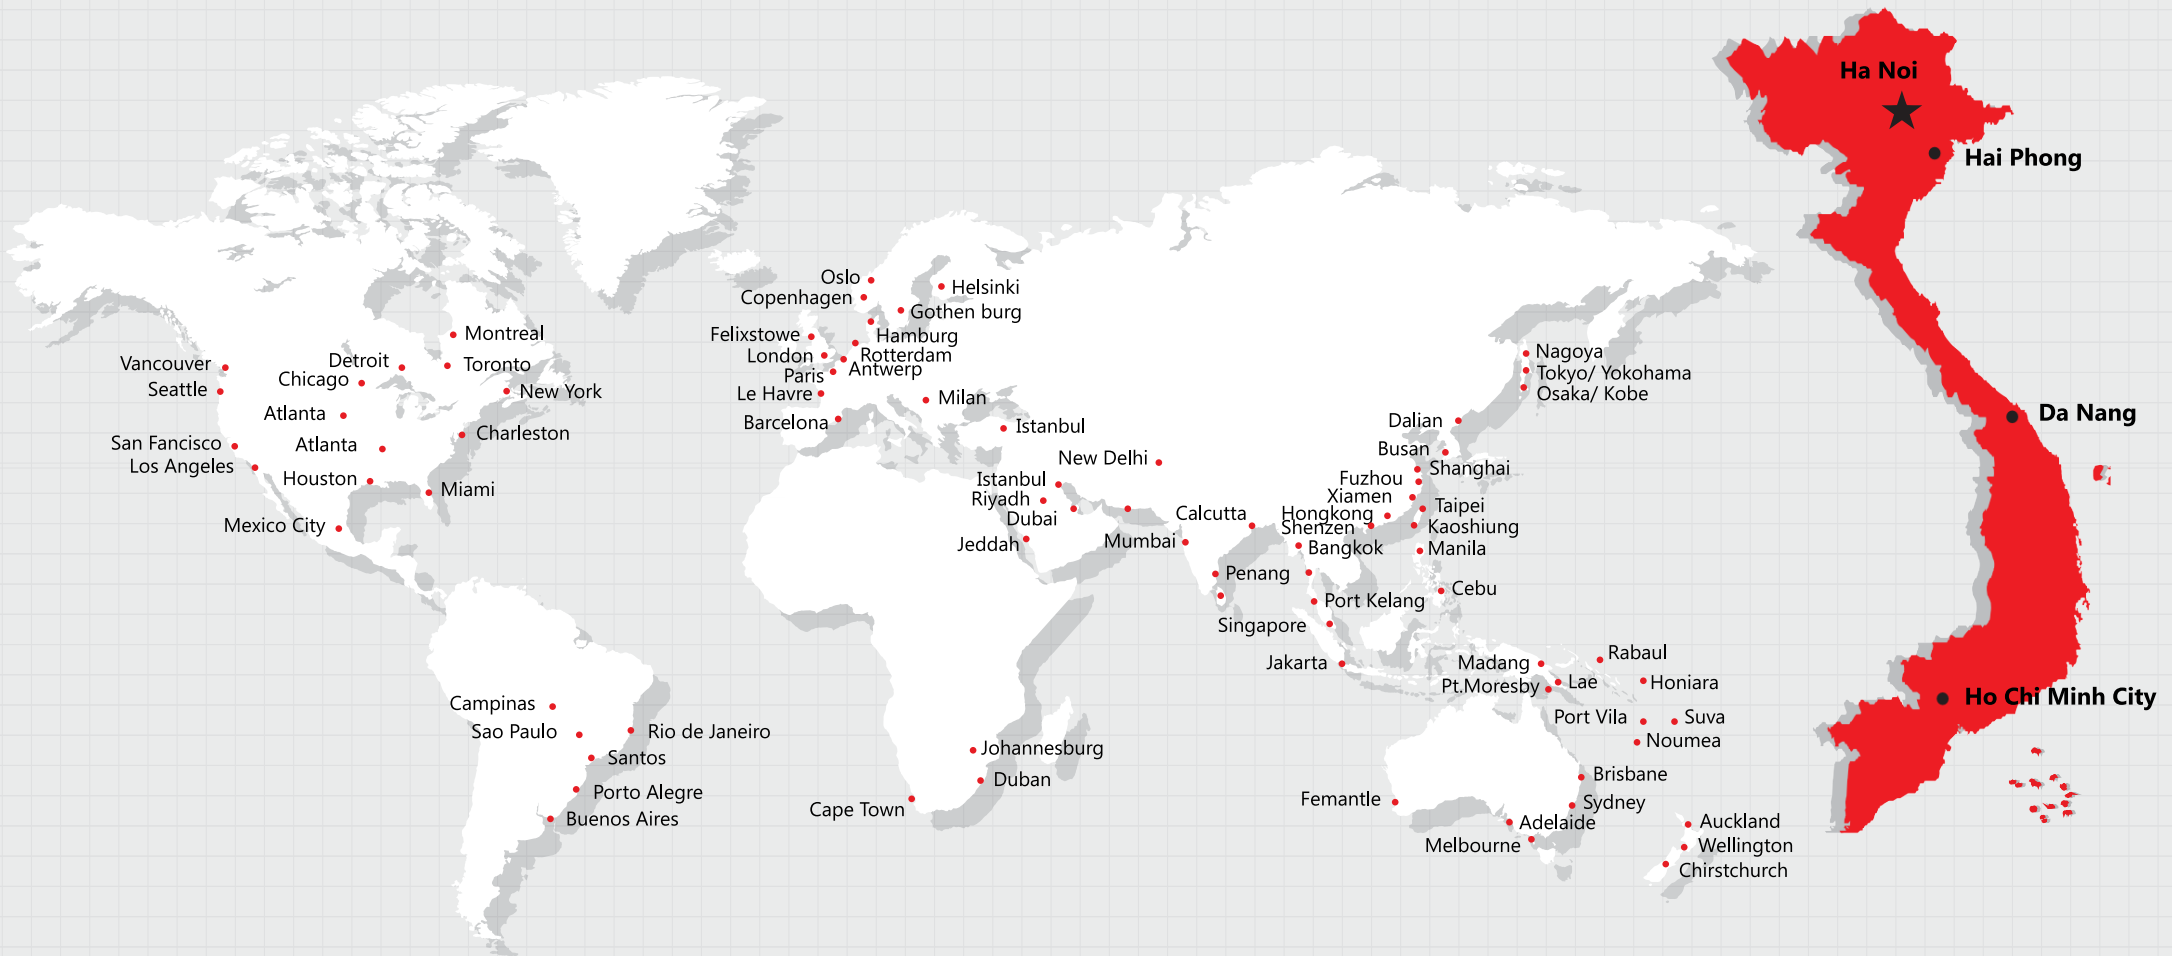 Ha Noi
Hai Phong
Da Nang
Ho Chi Minh City
Oslo
Copenhagen
Helsinki
Gothen burg
Felixstowe
Hamburg
London
Rotterdam
Paris
Antwerp
Le Havre
Milan
Barcelona
Istanbul
Montreal
Vancouver
Detroit
Toronto
Seattle
Chicago
New York
Atlanta
San Fancisco
Atlanta
Charleston
Los Angeles
Houston
Miami
Mexico City
Nagoya
Tokyo/ Yokohama
Osaka/ Kobe
Dalian
Busan
New Delhi
Shanghai
Istanbul
Fuzhou
Riyadh
Xiamen
Dubai
Calcutta
Hongkong
Taipei
Shenzen
Kaoshiung
Jeddah
Mumbai
Bangkok
Manila
Penang
Cebu
Port Kelang
Singapore
Jakarta
Madang
Rabaul
Pt.Moresby
Lae
Honiara
Port Vila
Suva
Noumea
Campinas
Sao Paulo
Rio de Janeiro
Santos
Porto Alegre
Buenos Aires
Johannesburg
Duban
Cape Town
Brisbane
Femantle
Sydney
Adelaide
Melbourne
Auckland
Wellington
Chirstchurch